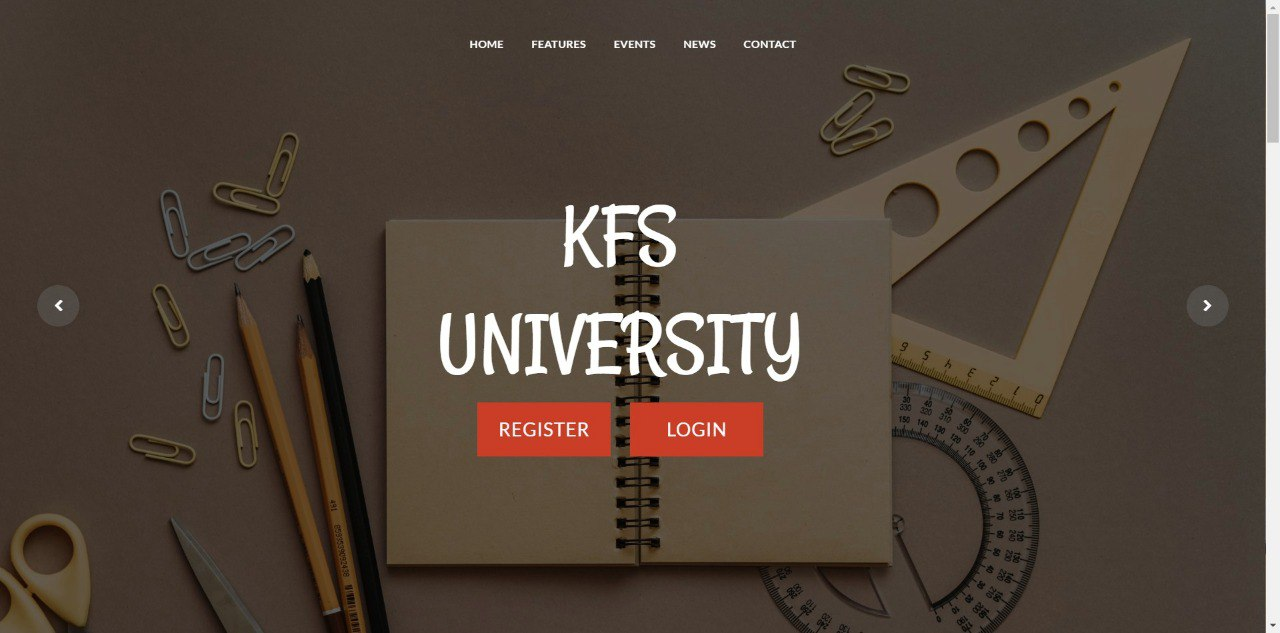 HOME FEATURES EVENTS NEWS CONTACT
KFS
UNIVERSITY
REGISTER LOGIN